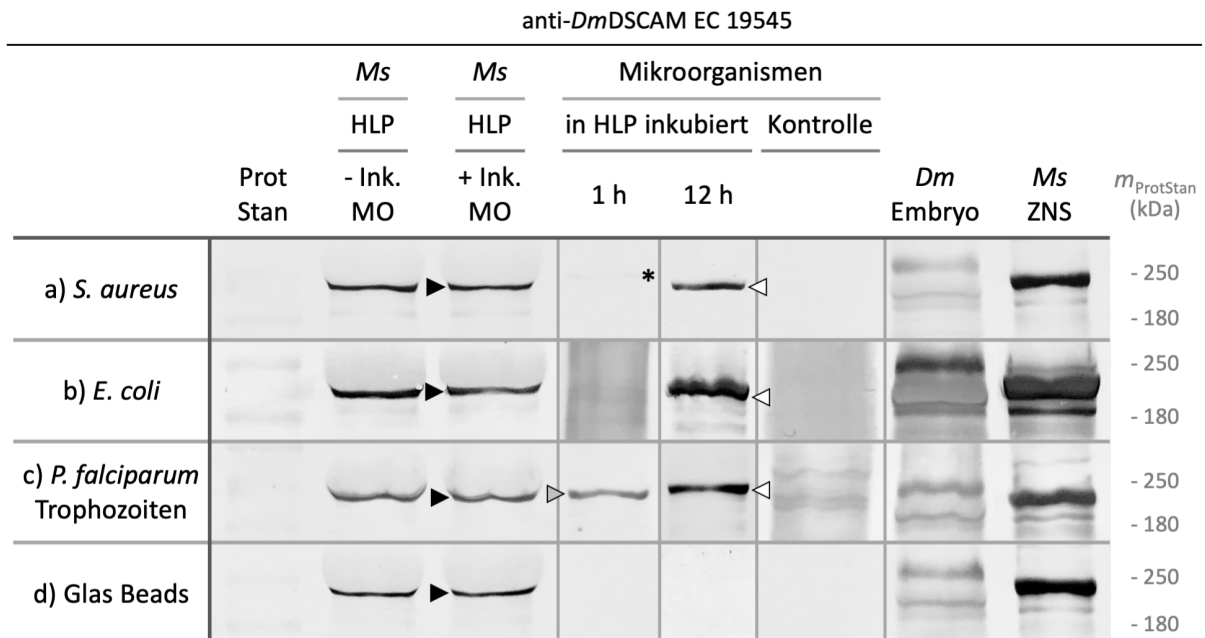 anti-DmDSCAM EC 19545
Ms Ms Mikroorganismen
HLP HLP in HLP inkubiert Kontrolle
Prot Stan
- Ink. MO
+ Ink. MO
1 h 12 h
Dm Embryo
Ms ZNS
mProtStan (kDa)
a) S. aureus
*
- 250
- 180
b) E. coli
- 250
- 180
c) P. falciparum
Trophozoiten
- 250
- 180
d) Glas Beads
- 250
- 180